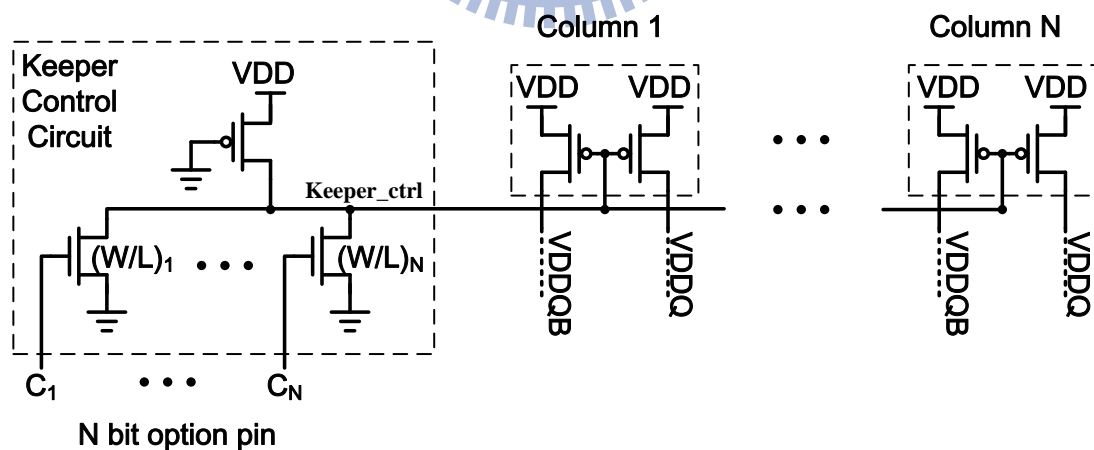 Column 1
Column N
Keeper
Control
Circuit
VDD
VDD
VDD
VDD
VDD
Keeper_ctrl
(W/L)1
(W/L)N
VDDQB
VDDQ
VDDQB
VDDQ
C1
CN
N bit option pin